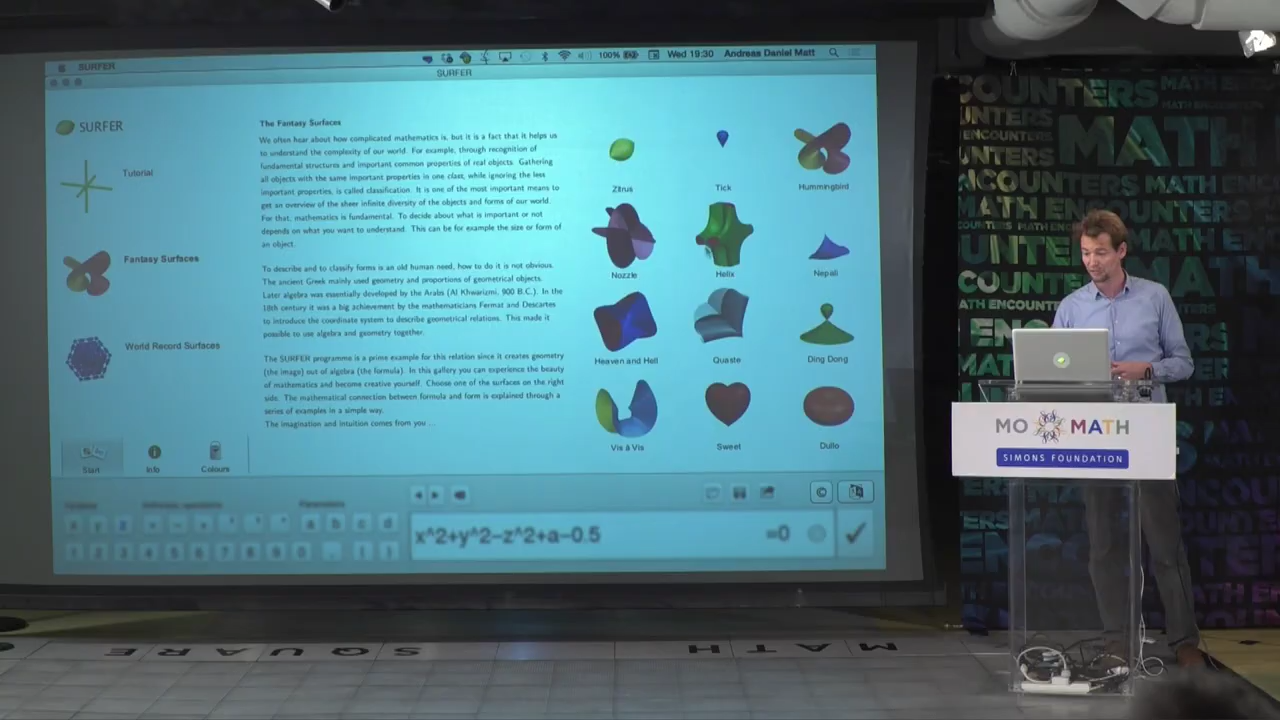 SURFER
100%
Wed 19:30
Andreas Daniel Matt
SURFER
SURFER
Tutorial
Fantasy Surfaces
World Record Surfaces
Start
Info
Colours
The Fantasy Surfaces
We often hear about how complicated mathematics is, but it is a fact that it helps us
to understand the complexity of our world. For example, through recognition of
fundamental structures and important common properties of real objects. Gathering
all objects with the same important properties in one class, while ignoring the less
important properties, is called classification. It is one of the most important means to
get an overview of the sheer infinite diversity of the objects and forms of our world.
For that, mathematics is fundamental. To decide about what is important or not
depends on what you want to understand. This can be for example the size or form of
an object.
To describe and to classify forms is an old human need, how to do it is not obvious.
The ancient Greek mainly used geometry and proportions of geometrical objects.
Later algebra was essentially developed by the Arabs (Al Khwarizmi, 900 B.C.). In the
18th century it was a big achievement by the mathematicians Fermat and Descartes
to introduce the coordinate system to describe geometrical relations. This made it
possible to use algebra and geometry together.
The SURFER programme is a prime example for this relation since it creates geometry
(the image) out of algebra (the formula). In this gallery you can experience the beauty
of mathematics and become creative yourself. Choose one of the surfaces on the right
side. The mathematical connection between formula and form is explained through a
series of examples in a simple way.
The imagination and intuition comes from you ...
Zitrus
Tick
Hummingbird
Nozzle
Helix
Nepali
Heaven and Hell
Quaste
Ding Dong
Vis à Vis
Sweet
Dullo
x^2+y^2-z^2+a-0.5
=0
MO MATH
SIMONS FOUNDATION
COUNTERS
MATH ENCOUNTERS
MATH
MATH SQUARE